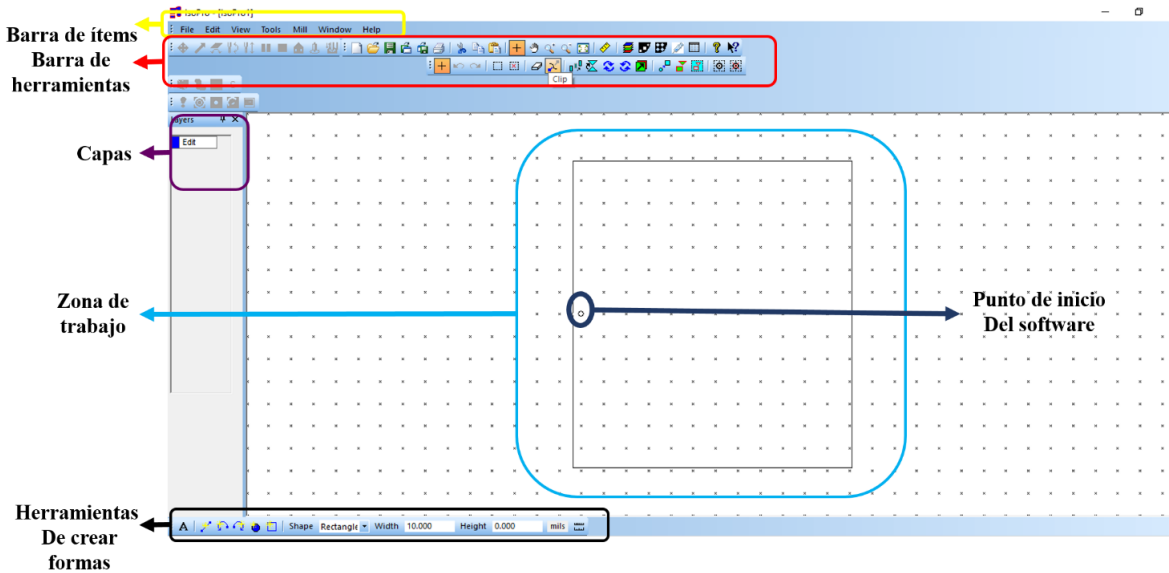 IsoPro - [IsoPro1]
Barra de ítems
File Edit View Tools Mill Window Help
Barra de
herramientas
Clip
Layers
Edit
Capas
Zona de
trabajo
Punto de inicio
Del software
Herramientas
De crear
formas
A Shape Rectangle Width 10.000 Height 0.000 mils